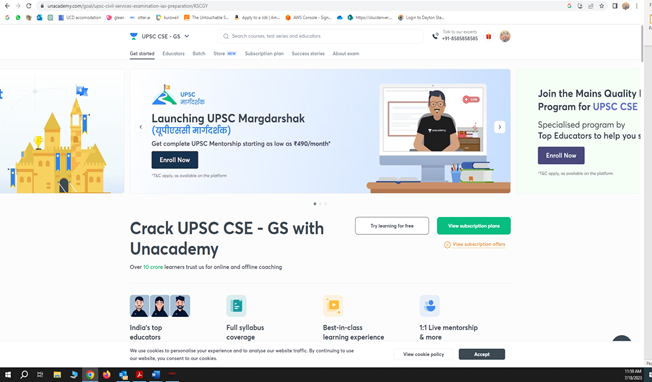 unacademy.com/goal/upsc-civil-services-examination-ias-preparation/KSCGY
UCD accomodation
gitean
otter.ai
kurawell
The Untouchable S...
Apply to a Job | Am...
AWS Console - Sign...
Login to Dayton Sta...
UPSC CSE - GS
Search courses, test series and educators
Talk to our experts
+91-8585858585
Get started
Educators
Batch
Store NEW
Subscription plan
Success stories
About exam
UPSC
मार्गदर्शक
Launching UPSC Margdarshak
(यूपीएससी मार्गदर्शक)
Get complete UPSC Mentorship starting as low as ₹490/month*
Enroll Now
*T&C apply, as available on the platform
LIVE
unacademy
Join the Mains Quality
Program for UPSC CSE
Specialised program by
Top Educators to help you s
Enroll Now
*T&C apply, as available on the platform
Crack UPSC CSE - GS with
Unacademy
Over 10 crore learners trust us for online and offline coaching
Try learning for free
View subscription plans
View subscription offers
India's top
educators
Full syllabus
coverage
Best-in-class
learning experience
1:1 Live mentorship
& more
We use cookies to personalise your experience and to analyse our website traffic. By continuing to
use our website, you consent to our cookies.
View cookie policy
Accept
11:59 AM
7/19/2023